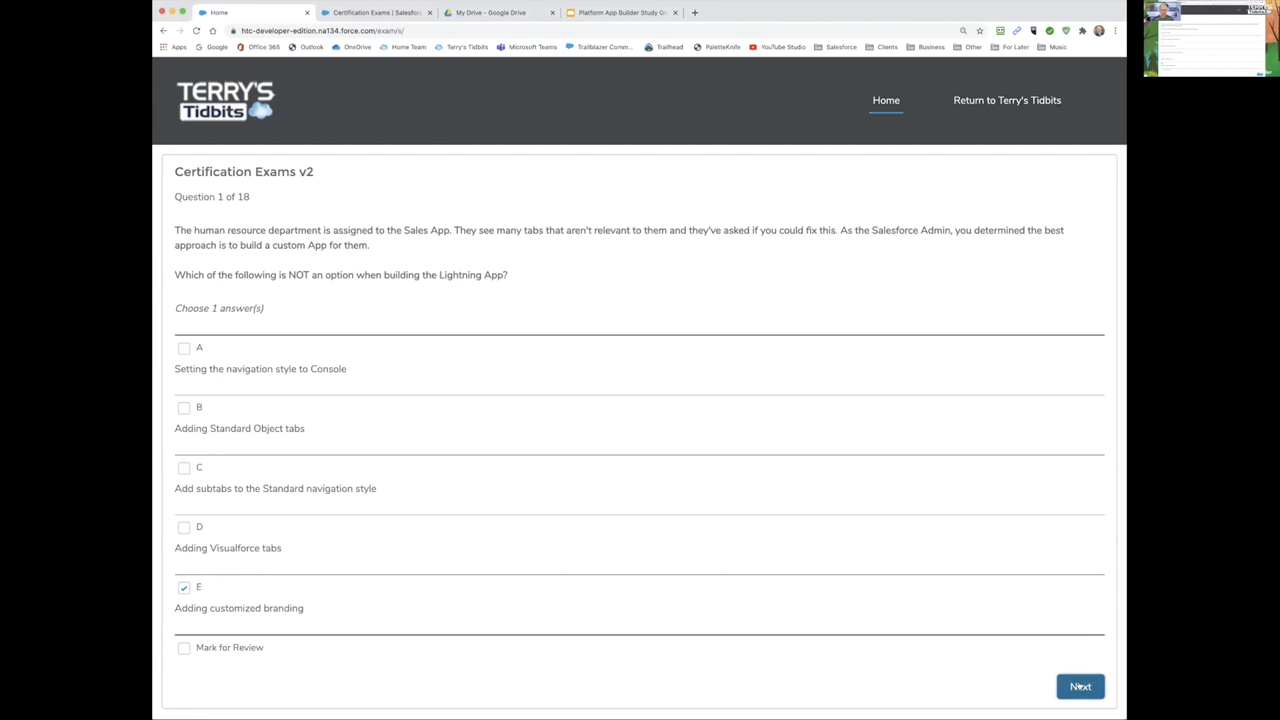 Home
Certification Exams | Salesfor
My Drive - Google Drive
Platform App Builder Study Gr
htc-developer-edition.na134.force.com/exam/s/
Apps Google Office 365 Outlook OneDrive Home Team Terry's Tidbits Microsoft Teams Trailblazer Comm... Trailhead PaletteKnife YouTube Studio Salesforce Clients Business Other For Later Music
TERRY'S
Tidbits
Home Return to Terry's Tidbits
Certification Exams v2
Question 1 of 18
The human resource department is assigned to the Sales App. They see many tabs that aren't relevant to them and they've asked if you could fix this. As the Salesforce Admin, you determined the best
approach is to build a custom App for them.
Which of the following is NOT an option when building the Lightning App?
Choose 1 answer(s)
A
Setting the navigation style to Console
B
Adding Standard Object tabs
C
Add subtabs to the Standard navigation style
D
Adding Visualforce tabs
E
Adding customized branding
Mark for Review
Next